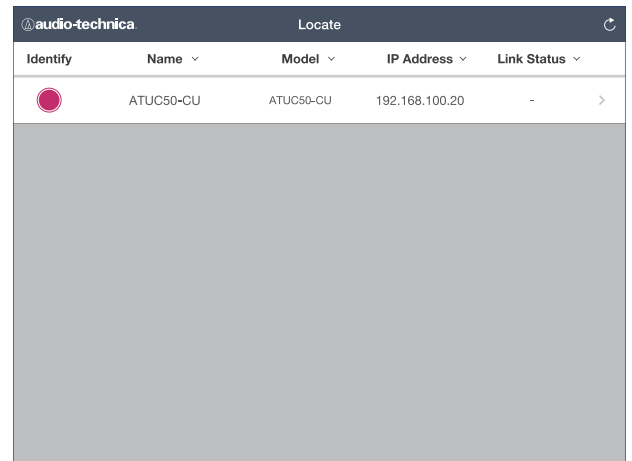 audio-technica. Locate
Identify Name Model IP Address Link Status
ATUC50-CU ATUC50-CU 192.168.100.20 -